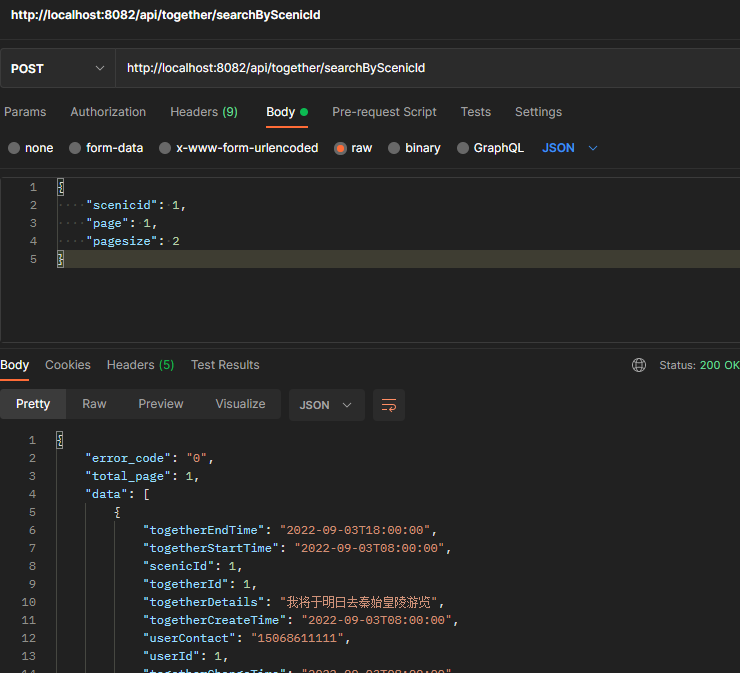 http://localhost:8082/api/together/searchByScenicId
POST http://localhost:8082/api/together/searchByScenicId
Params Authorization Headers (9) Body Pre-request Script Tests Settings
none form-data x-www-form-urlencoded raw binary GraphQL JSON
1 {
2 ····"scenicid": 1,
3 ····"page": 1,
4 ····"pagesize": 2
5 }
Body Cookies Headers (5) Test Results Status: 200 OK
Pretty Raw Preview Visualize JSON
1 {
2 "error_code": "0",
3 "total_page": 1,
4 "data": [
5 {
6 "togetherEndTime": "2022-09-03T18:00:00",
7 "togetherStartTime": "2022-09-03T08:00:00",
8 "scenicId": 1,
9 "togetherId": 1,
10 "togetherDetails": "我将于明日去秦始皇陵游览",
11 "togetherCreateTime": "2022-09-03T08:00:00",
12 "userContact": "15068611111",
13 "userId": 1,
14 "togetherChangeTime": "2022-09-03T08:00:00"